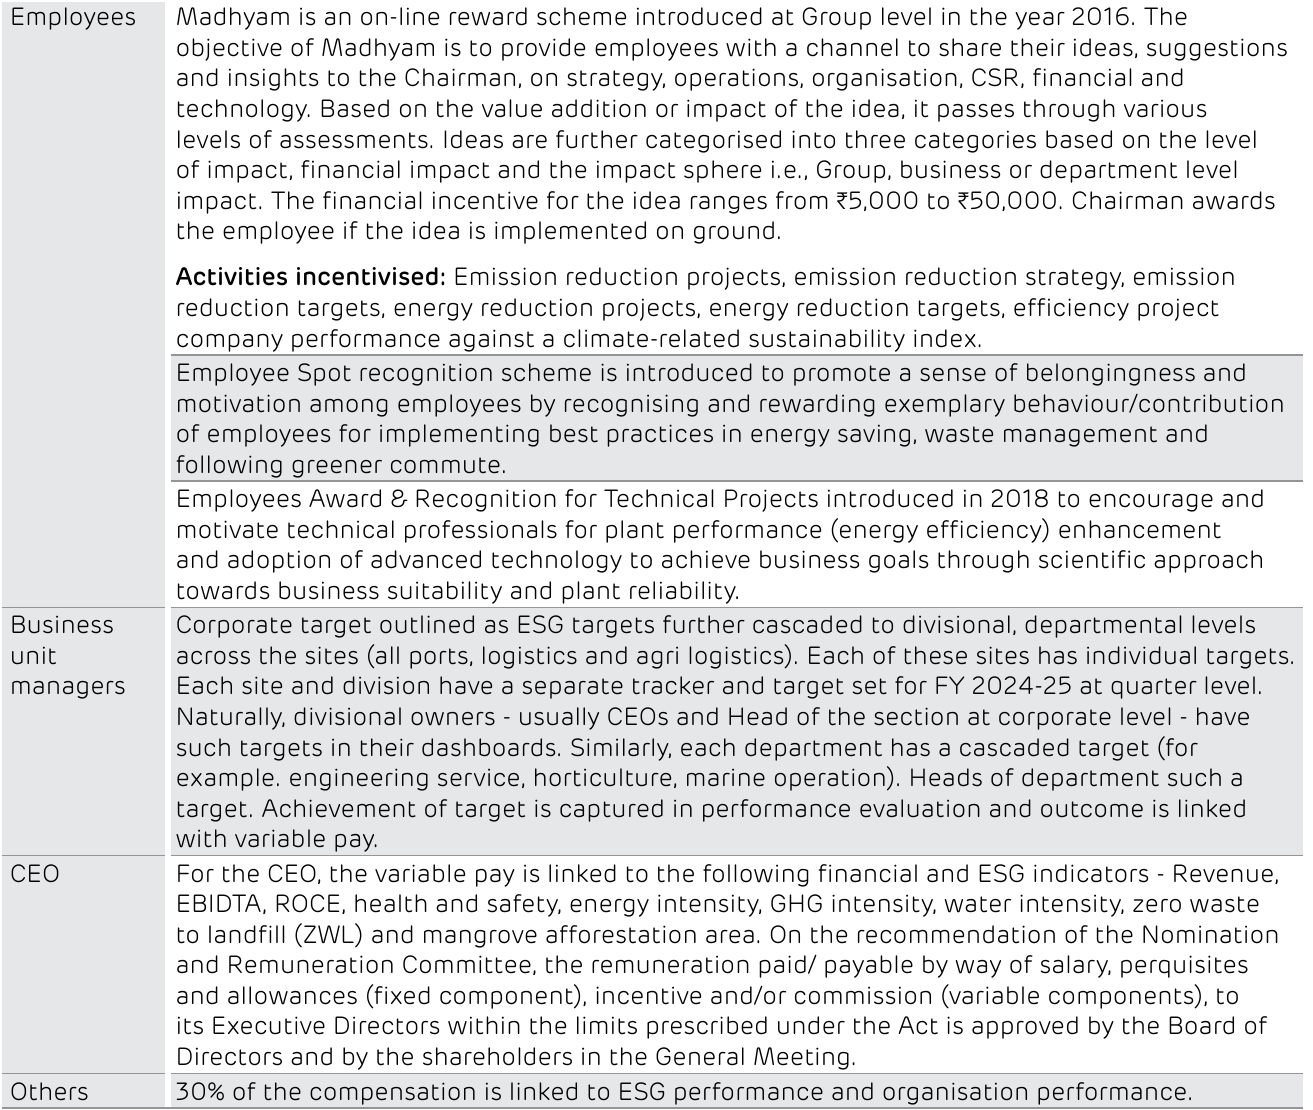 Employees
Madhyam is an on-line reward scheme introduced at Group level in the year 2016. The
objective of Madhyam is to provide employees with a channel to share their ideas, suggestions
and insights to the Chairman, on strategy, operations, organisation, CSR, financial and
technology. Based on the value addition or impact of the idea, it passes through various
levels of assessments. Ideas are further categorised into three categories based on the level
of impact, financial impact and the impact sphere i.e., Group, business or department level
impact. The financial incentive for the idea ranges from ₹5,000 to ₹50,000. Chairman awards
the employee if the idea is implemented on ground.
Activities incentivised: Emission reduction projects, emission reduction strategy, emission
reduction targets, energy reduction projects, energy reduction targets, efficiency project
company performance against a climate-related sustainability index.
Employee Spot recognition scheme is introduced to promote a sense of belongingness and
motivation among employees by recognising and rewarding exemplary behaviour/contribution
of employees for implementing best practices in energy saving, waste management and
following greener commute.
Employees Award & Recognition for Technical Projects introduced in 2018 to encourage and
motivate technical professionals for plant performance (energy efficiency) enhancement
and adoption of advanced technology to achieve business goals through scientific approach
towards business suitability and plant reliability.
Business
unit
managers
Corporate target outlined as ESG targets further cascaded to divisional, departmental levels
across the sites (all ports, logistics and agri logistics). Each of these sites has individual targets.
Each site and division have a separate tracker and target set for FY 2024-25 at quarter level.
Naturally, divisional owners - usually CEOs and Head of the section at corporate level - have
such targets in their dashboards. Similarly, each department has a cascaded target (for
example. engineering service, horticulture, marine operation). Heads of department such a
target. Achievement of target is captured in performance evaluation and outcome is linked
with variable pay.
CEO
For the CEO, the variable pay is linked to the following financial and ESG indicators - Revenue,
EBIDTA, ROCE, health and safety, energy intensity, GHG intensity, water intensity, zero waste
to landfill (ZWL) and mangrove afforestation area. On the recommendation of the Nomination
and Remuneration Committee, the remuneration paid/ payable by way of salary, perquisites
and allowances (fixed component), incentive and/or commission (variable components), to
its Executive Directors within the limits prescribed under the Act is approved by the Board of
Directors and by the shareholders in the General Meeting.
Others
30% of the compensation is linked to ESG performance and organisation performance.